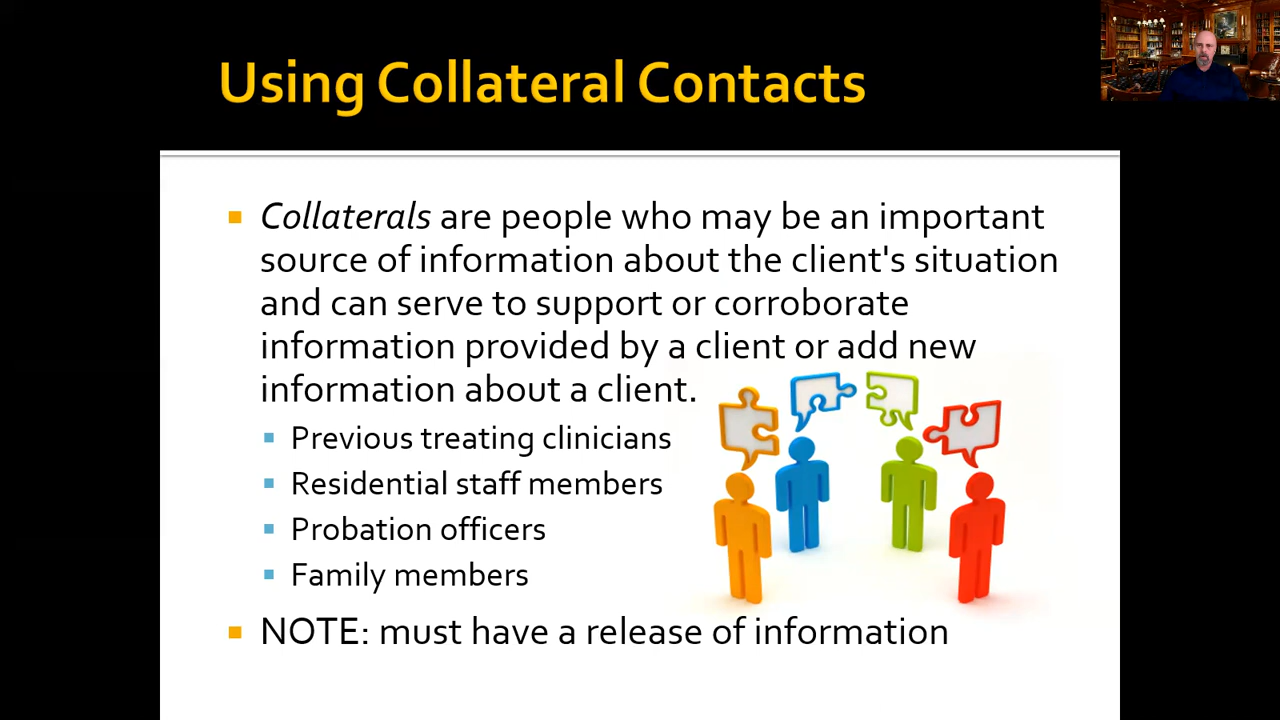 Using Collateral Contacts
Collaterals are people who may be an important
source of information about the client's situation
and can serve to support or corroborate
information provided by a client or add new
information about a client.
Previous treating clinicians
Residential staff members
Probation officers
Family members
NOTE: must have a release of information